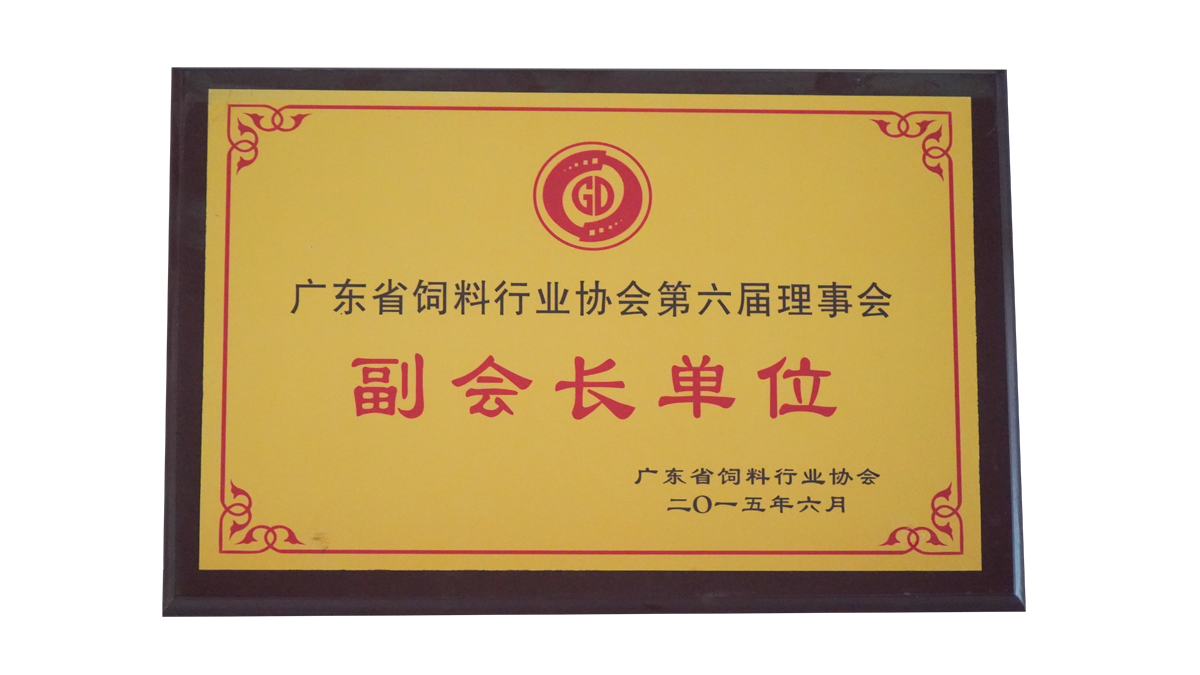 GD
广东省饲料行业协会第六届理事会
副会长单位
广东省饲料行业协会
二〇一五年六月